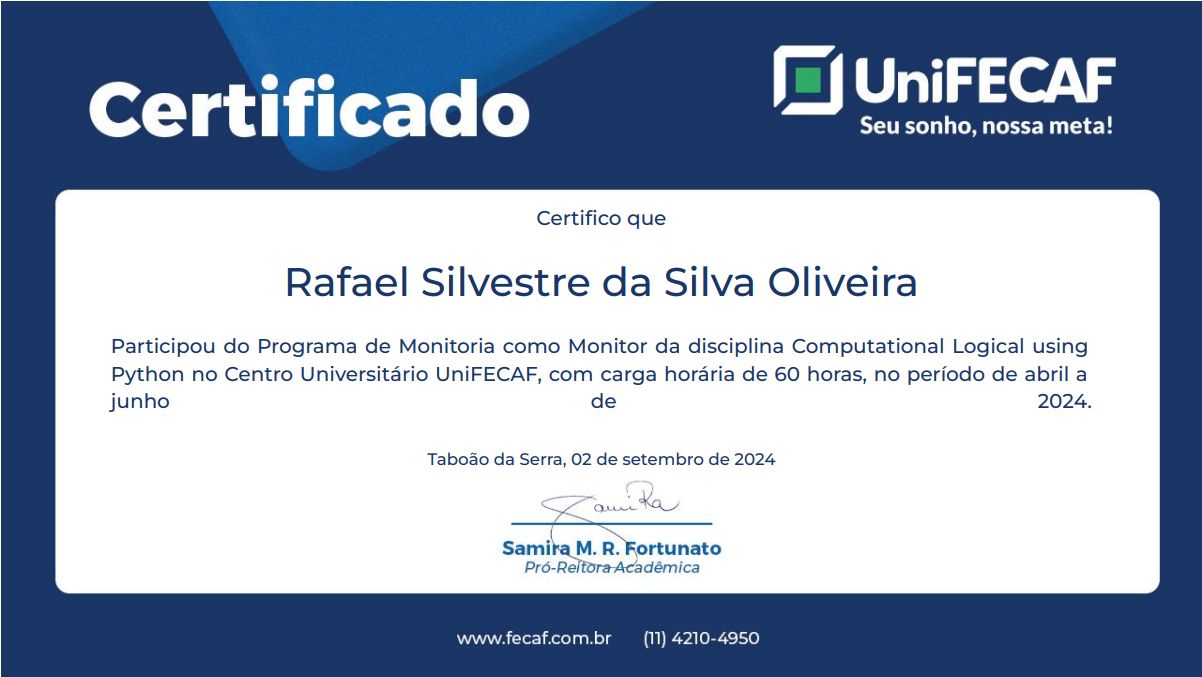 Certificado
UniFECAF
Seu sonho, nossa meta!
Certifico que
Rafael Silvestre da Silva Oliveira
Participou do Programa de Monitoria como Monitor da disciplina Computational Logical using
Python no Centro Universitário UniFECAF, com carga horária de 60 horas, no período de abril a
junho de 2024.
Taboão da Serra, 02 de setembro de 2024
Samira
Samira M. R. Fortunato
Pró-Reitora Acadêmica
www.fecaf.com.br (11) 4210-4950